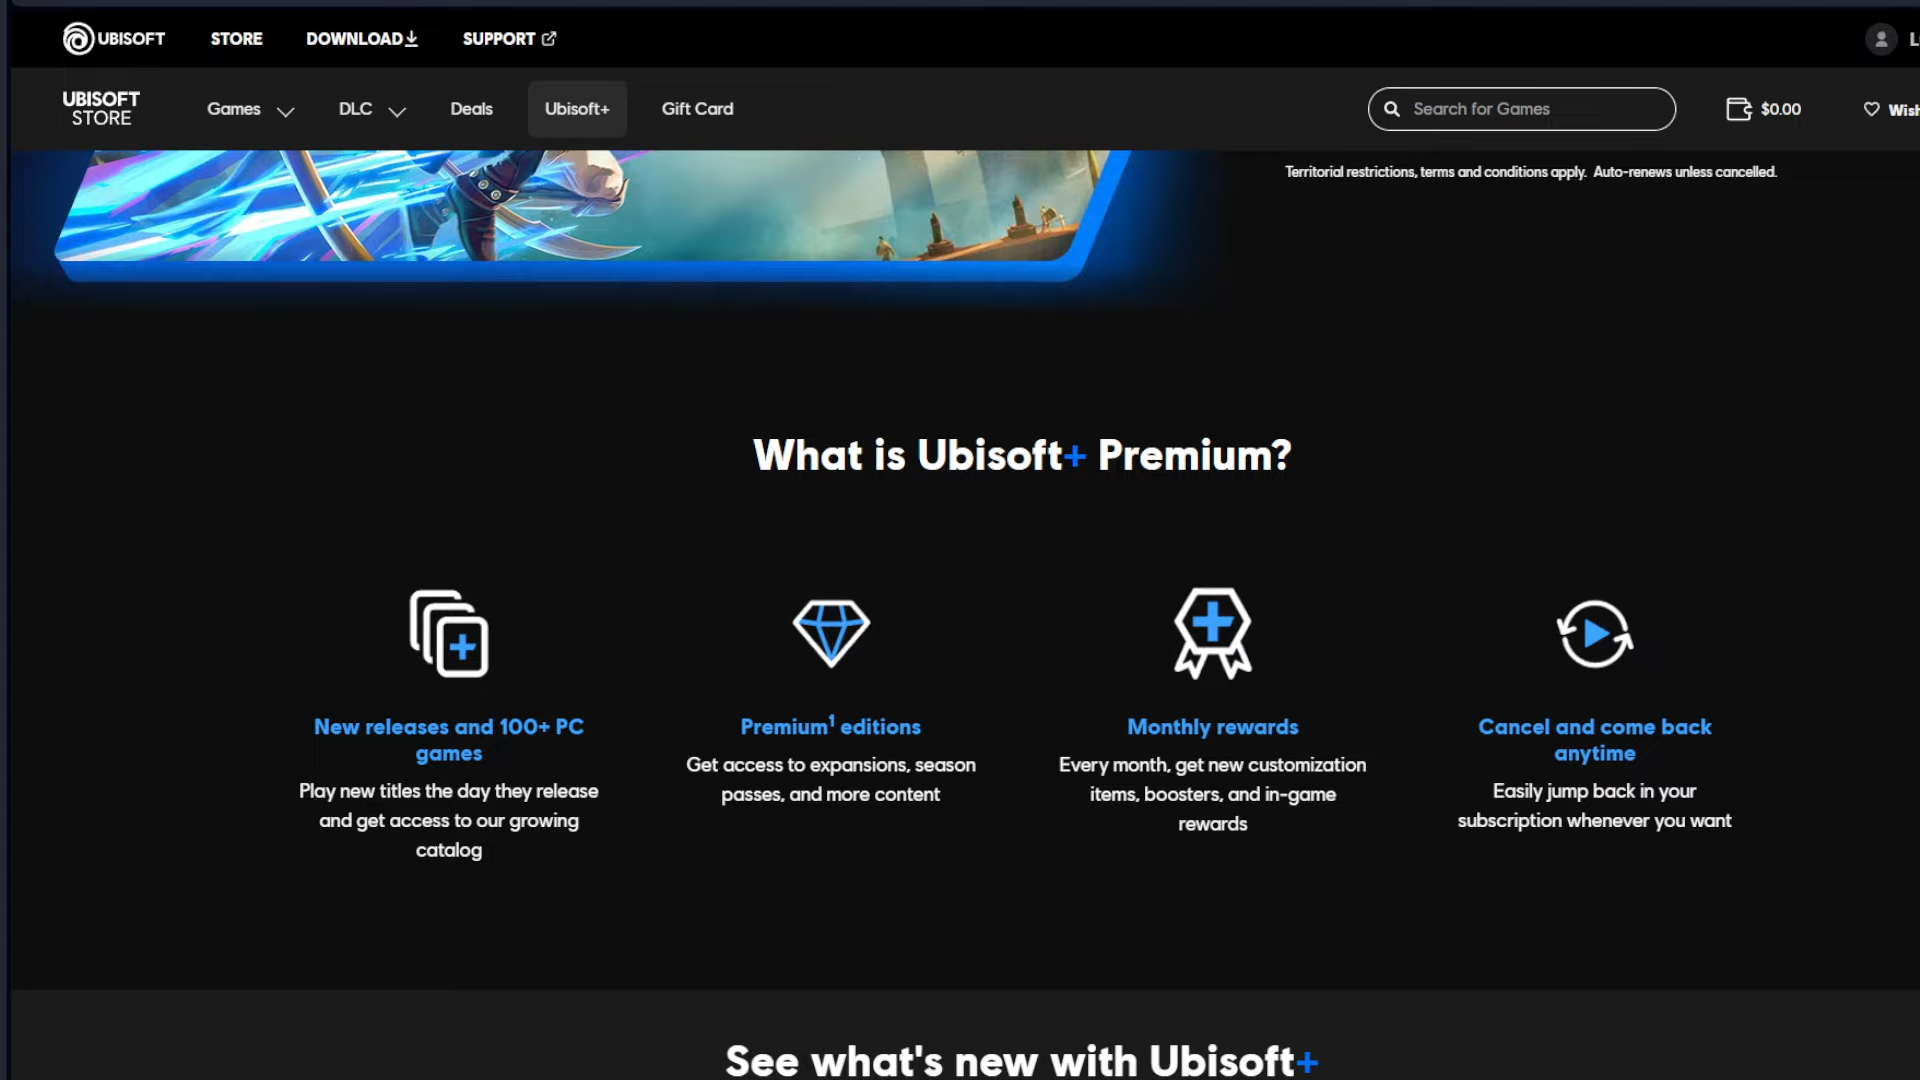 UBISOFT STORE DOWNLOAD SUPPORT
UBISOFT
STORE
Games DLC Deals Ubisoft+ Gift Card Search for Games $0.00
Territorial restrictions, terms and conditions apply. Auto-renews unless cancelled.
What is Ubisoft+ Premium?
New releases and 100+ PC
games
Play new titles the day they release
and get access to our growing
catalog
Premium¹ editions
Get access to expansions, season
passes, and more content
Monthly rewards
Every month, get new customization
items, boosters, and in-game
rewards
Cancel and come back
anytime
Easily jump back in your
subscription whenever you want
See what's new with Ubisoft+